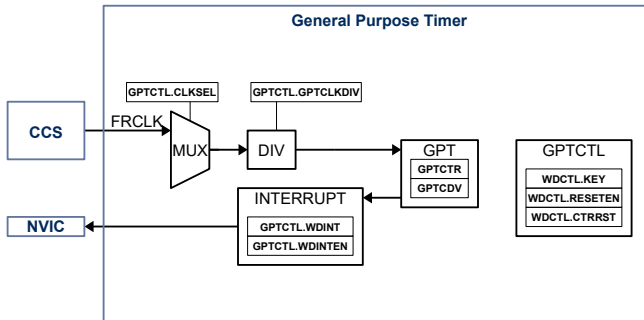 General Purpose Timer
GPTCTL.CLKSEL
GPTCTL.GPTCLKDIV
CCS
FRCLK
MUX
DIV
GPT
GPTCTR
GPTCDV
GPTCTL
WDCTL.KEY
WDCTL.RESETEN
WDCTL.CTRRST
INTERRUPT
GPTCTL.WDINT
GPTCTL.WDINTEN
NVIC